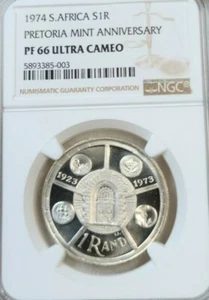 1974 S.AFRICA S1R
PRETORIA MINT ANNIVERSARY
PF 66 ULTRA CAMEO
5893385-003
NUMISMATIC GUARANTY CORPORATION
NGC
1923
1973
1 RAND